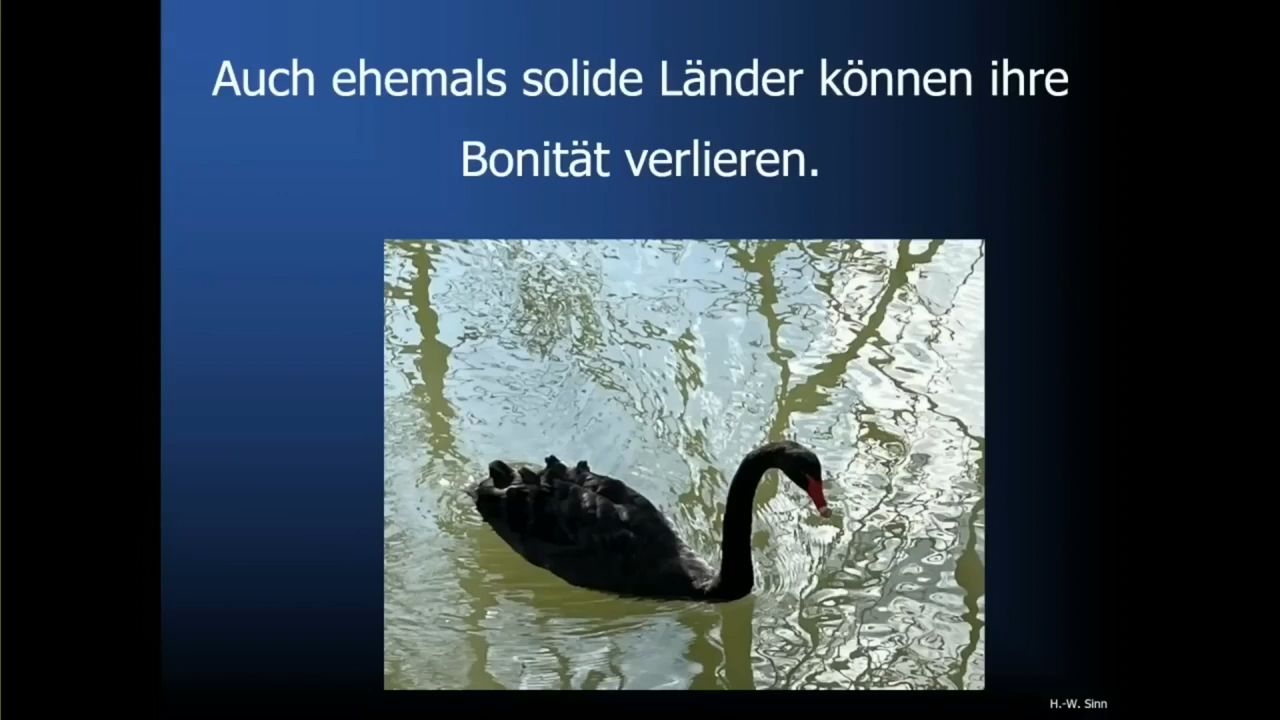 Auch ehemals solide Länder können ihre
Bonität verlieren.
H.-W. Sinn